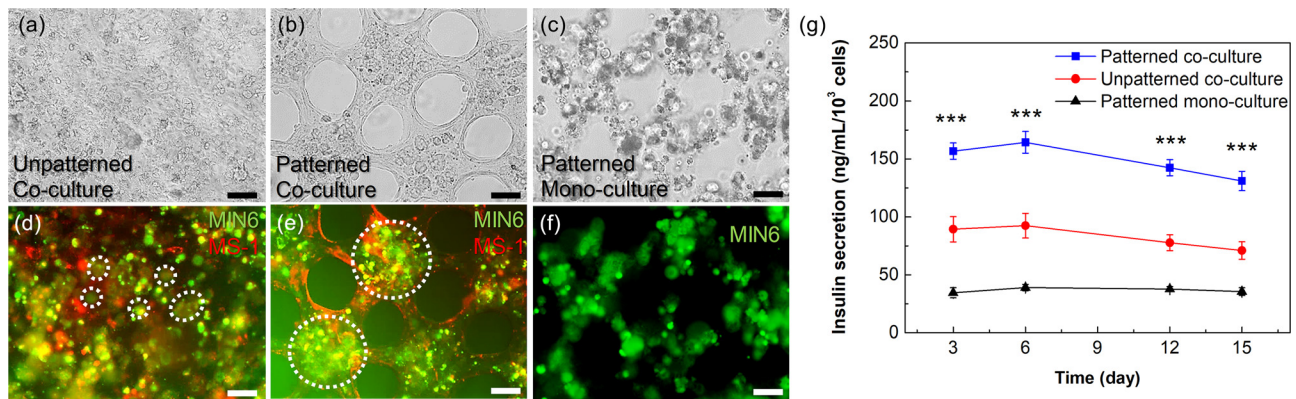 (a)
Unpatterned
Co-culture
(b)
Patterned
Co-culture
(c)
Patterned
Mono-culture
(d)
MIN6
MS-1
(e)
MIN6
MS-1
(f)
MIN6
(g)
Insulin secretion (ng/mL/10³ cells)
250
200
150
100
50
0
Patterned co-culture
Unpatterned co-culture
Patterned mono-culture
***
***
***
***
3
6
9
12
15
Time (day)